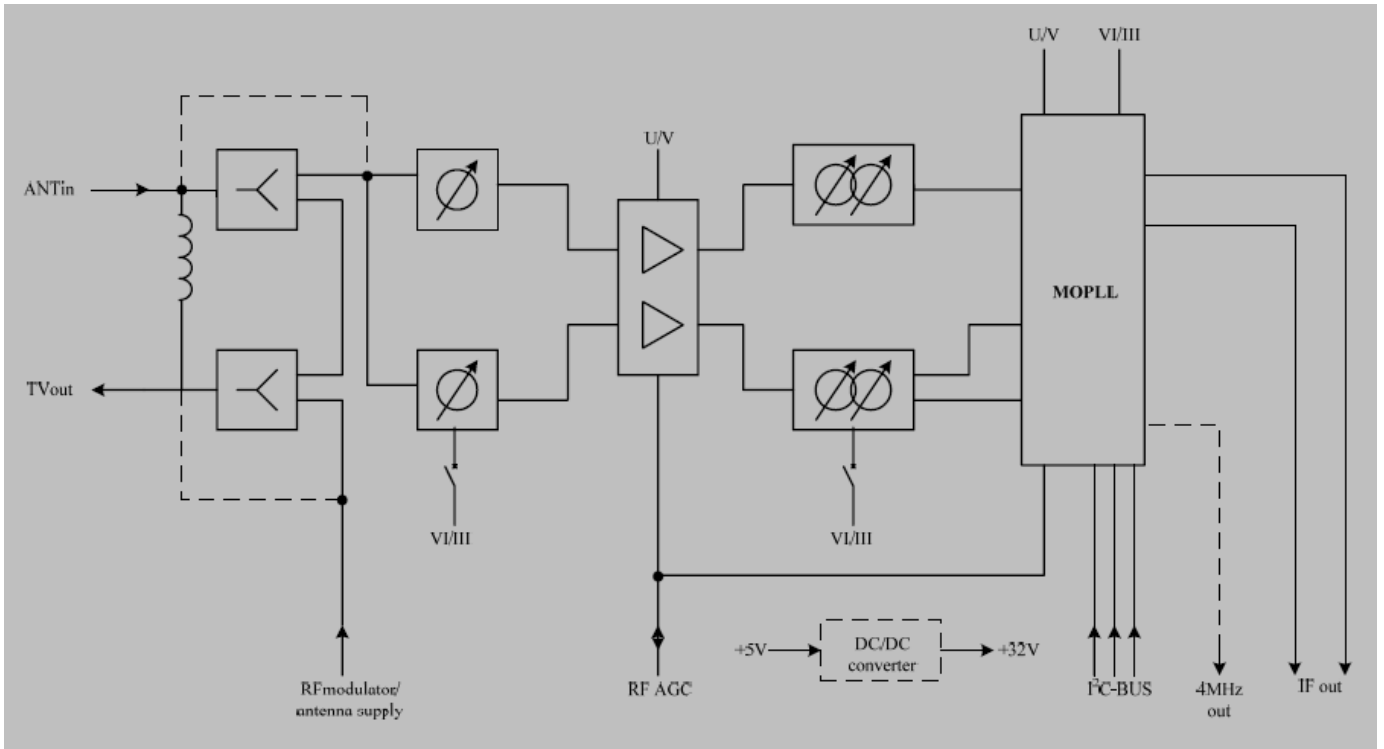 U/V
VI/III
U/V
ANTin
MOPLL
TVout
VI/III
VI/III
+5V
DC/DC
converter
+32V
RFmodulator/
antenna supply
RF AGC
I²C-BUS
4MHz
out
IF out